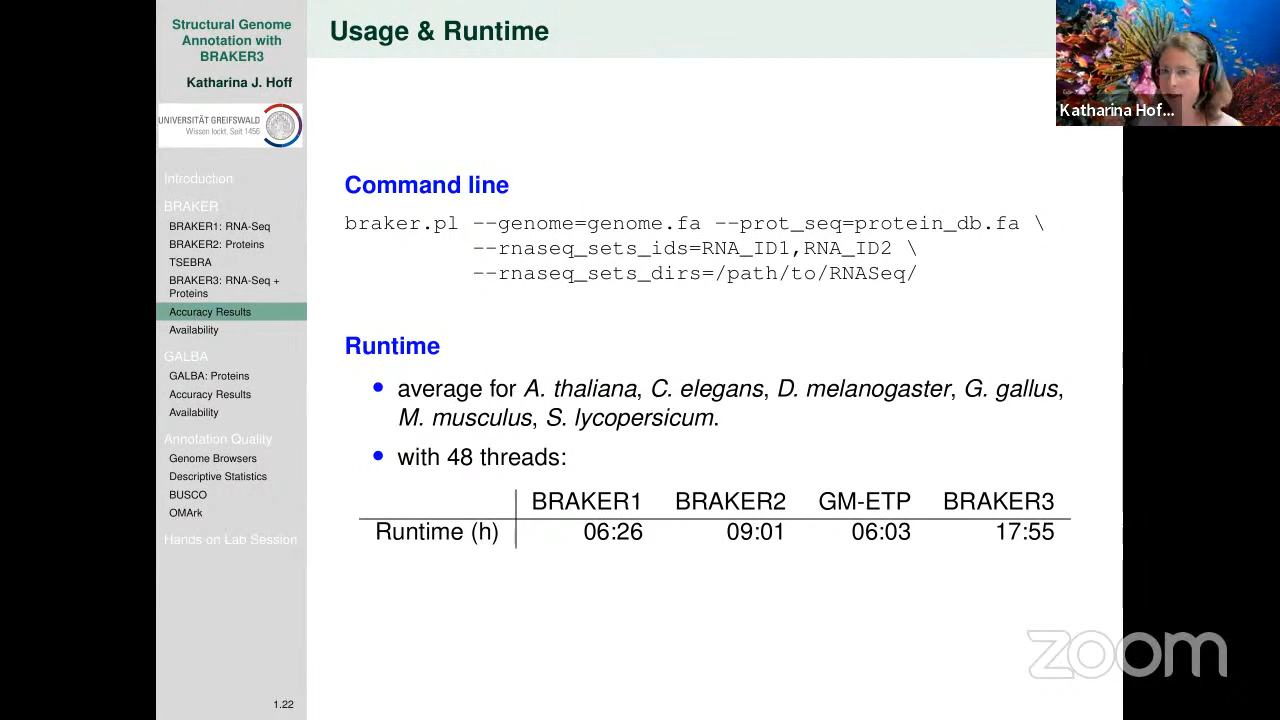 Structural Genome
Annotation with
BRAKER3
Katharina J. Hoff
UNIVERSITÄT GREIFSWALD
Wissen lockt. Seit 1456
Introduction
BRAKER
BRAKER1: RNA-Seq
BRAKER2: Proteins
TSEBRA
BRAKER3: RNA-Seq +
Proteins
Accuracy Results
Availability
GALBA
GALBA: Proteins
Accuracy Results
Availability
Annotation Quality
Genome Browsers
Descriptive Statistics
BUSCO
OMArk
Hands on Lab Session
1.22
Usage & Runtime
Command line
braker.pl --genome=genome.fa --prot_seq=protein_db.fa \
--rnaseq_sets_ids=RNA_ID1,RNA_ID2 \
--rnaseq_sets_dirs=/path/to/RNASeq/
Runtime
• average for A. thaliana, C. elegans, D. melanogaster, G. gallus,
M. musculus, S. lycopersicum.
• with 48 threads:
BRAKER1 BRAKER2 GM-ETP BRAKER3
Runtime (h) 06:26 09:01 06:03 17:55
Katharina Hof...
zoom